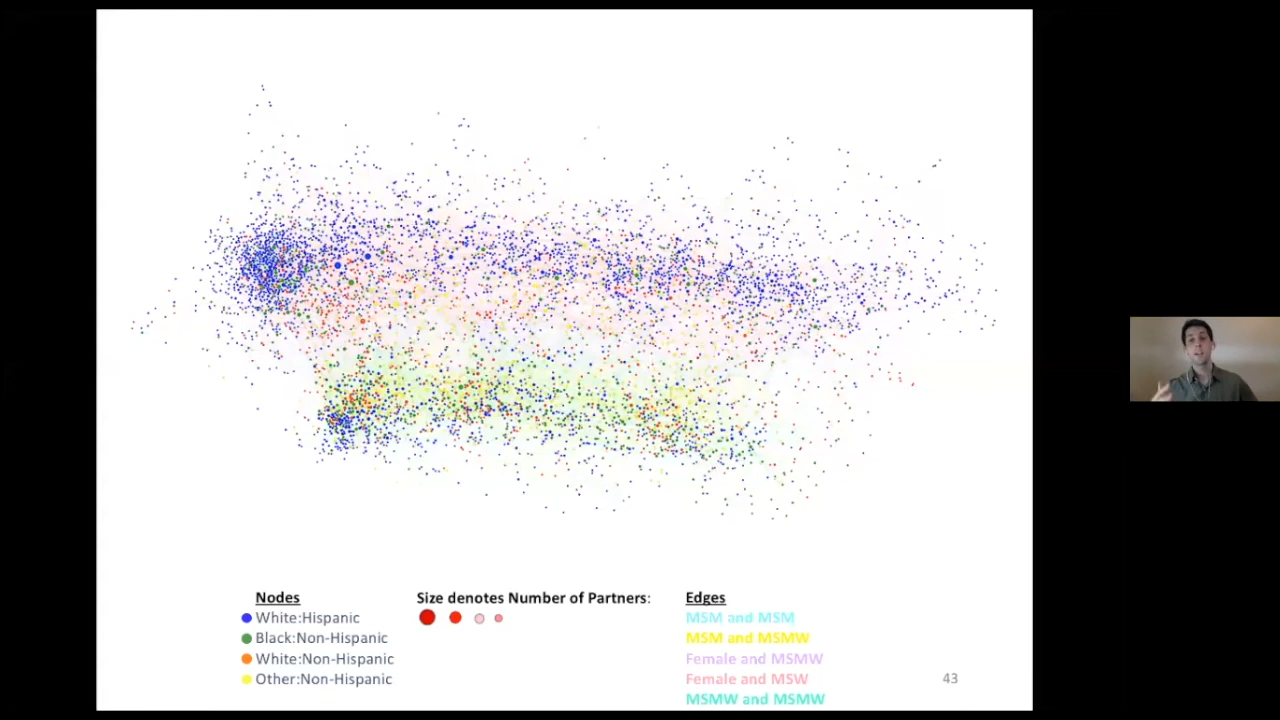 Nodes
White:Hispanic
Black:Non-Hispanic
White:Non-Hispanic
Other:Non-Hispanic
Size denotes Number of Partners:
Edges
MSM and MSM
MSM and MSMW
Female and MSMW
Female and MSW
MSMW and MSMW
43